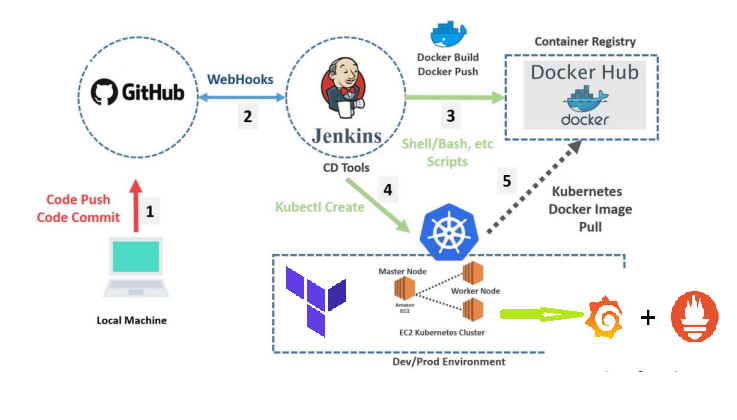 Docker Build
Docker Push
Container Registry
Docker Hub
docker
GitHub
WebHooks
2
Jenkins
CD Tools
3
Shell/Bash, etc
Scripts
Code Push
Code Commit
1
Local Machine
4
Kubectl Create
5
Kubernetes
Docker Image
Pull
Master Node
Amazon
EC2
Worker Node
EC2 Kubernetes Cluster
+
Dev/Prod Environment